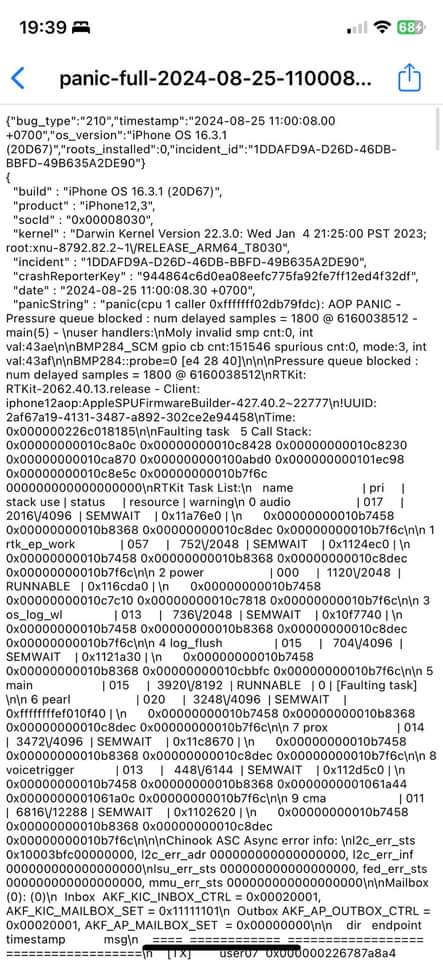 19:39
68
panic-full-2024-08-25-110008...
{"bug_type":"210","timestamp":"2024-08-25 11:00:08.00
+0700","os_version":"iPhone OS 16.3.1
(20D67)","roots_installed":0,"incident_id":"1DDAFD9A-D26D-46DB-
BBFD-49B635A2DE90"}
{
"build" : "iPhone OS 16.3.1 (20D67)",
"product" : "iPhone12,3",
"socId" : "0x00008030",
"kernel" : "Darwin Kernel Version 22.3.0: Wed Jan  4 21:25:00 PST 2023;
root:xnu-8792.82.2~1\/RELEASE_ARM64_T8030",
"incident" : "1DDAFD9A-D26D-46DB-BBFD-49B635A2DE90",
"crashReporterKey" : "944864c6d0ea08eefc775fa92fe7ff12ed4f32df",
"date" : "2024-08-25 11:00:08.30 +0700",
"panicString" : "panic(cpu 1 caller 0xfffffff02db79fdc): AOP PANIC -
Pressure queue blocked : num delayed samples = 1800 @ 6160038512 -
main(5) - \nuser handlers:\nMoly invalid smp cnt:0, int
val:43ae\n\nBMP284_SCM gpio cb cnt:151546 spurious cnt:0, mode:3, int
val:43af\n\nBMP284::probe=0 [e4 28 40]\n\n\nPressure queue blocked :
num delayed samples = 1800 @ 6160038512\nRTKit:
RTKit-2062.40.13.release - Client:
iphone12aop:AppleSPUFirmwareBuilder-427.40.2~22777\n!UUID:
2af67a19-4131-3487-a892-302ce2e94458\nTime:
0x000000226c018185\n\nFaulting task   5 Call Stack:
0x00000000010c8a0c 0x00000000010c8428 0x00000000010c8230
0x00000000010ca870 0x0000000000100abd0 0x000000000101ec98
0x00000000010c8e5c 0x00000000010b7f6c
0000000000000000\nRTKit Task List:\n   name | pri |
stack use | status | resource | warning\n 0 audio | 017 |
2016\/4096 | SEMWAIT | 0x11a76e0 | \n 0x00000000010b7458
0x00000000010b8368 0x00000000010c8dec 0x00000000010b7f6c\n\n 1
rtk_ep_work | 057 | 752\/2048 | SEMWAIT | 0x1124ec0 | \n
0x00000000010b7458 0x00000000010b8368 0x00000000010c8dec
0x00000000010b7f6c\n\n 2 power | 000 | 1120\/2048 |
RUNNABLE | 0x116cda0 | \n 0x00000000010b7458
0x00000000010c7c10 0x00000000010c7818 0x00000000010b7f6c\n\n 3
os_log_wl | 013 | 736\/2048 | SEMWAIT | 0x10f7740 | \n
0x00000000010b7458 0x00000000010b8368 0x00000000010c8dec
0x00000000010b7f6c\n\n 4 log_flush | 015 | 704\/4096 |
SEMWAIT | 0x1121a30 | \n 0x00000000010b7458
0x00000000010b8368 0x00000000010cbbfc 0x00000000010b7f6c\n\n 5
main | 015 | 3920\/8192 | RUNNABLE | 0 | [Faulting task]
\n\n 6 pearl | 020 | 3248\/4096 | SEMWAIT |
0xffffffffef010f40 | \n 0x00000000010b7458 0x00000000010b8368
0x00000000010c8dec 0x00000000010b7f6c\n\n 7 prox | 014
| 3472\/4096 | SEMWAIT | 0x11c8670 | \n 0x00000000010b7458
0x00000000010b8368 0x00000000010c8dec 0x00000000010b7f6c\n\n 8
voicetrigger | 013 | 448\/6144 | SEMWAIT | 0x112d5c0 | \n
0x00000000010b7458 0x00000000010b8368 0x0000000001061a44
0x0000000001061a0c 0x00000000010b7f6c\n\n 9 cma | 011
| 6816\/12288 | SEMWAIT | 0x1102620 | \n 0x00000000010b7458
0x00000000010b8368 0x00000000010c8dec
0x00000000010b7f6c\n\n\nChinook ASC Async error info: \nl2c_err_sts
0x10003bfc00000000, l2c_err_adr 0000000000000000, l2c_err_inf
0000000000000000\nlsu_err_sts 0000000000000000, fed_err_sts
0000000000000000, mmu_err_sts 0000000000000000\n\nMailbox
(0): (0)\n  Inbox  AKF_KIC_INBOX_CTRL = 0x00020001,
AKF_KIC_MAILBOX_SET = 0x11111101\n  Outbox AKF_AP_OUTBOX_CTRL =
0x00020001, AKF_AP_MAILBOX_SET = 0x00000000\n\n   dir   endpoint
timestamp msg\n ==== ============ ==================
==================\n [TX] user07 0x000000226787a8a4